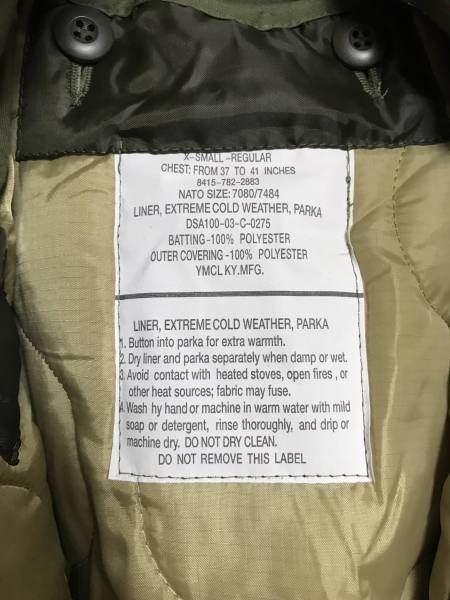 X-SMALL-REGULAR
CHEST: FROM 37 TO 41 INCHES
8415-782-2883
NATO SIZE: 7080/7484
LINER, EXTREME COLD WEATHER, PARKA
DSA100-03-C-0275
BATTING-100% POLYESTER
OUTER COVERING-100% POLYESTER
YMCL KY.MFG.
LINER, EXTREME COLD WEATHER, PARKA
1. Button into parka for extra warmth.
2. Dry liner and parka separately when damp or wet.
3. Avoid contact with heated stoves, open fires, or
other heat sources; fabric may fuse.
4. Wash hy hand or machine in warm water with mild
soap or detergent, rinse thoroughly, and drip or
machine dry. DO NOT DRY CLEAN.
DO NOT REMOVE THIS LABEL